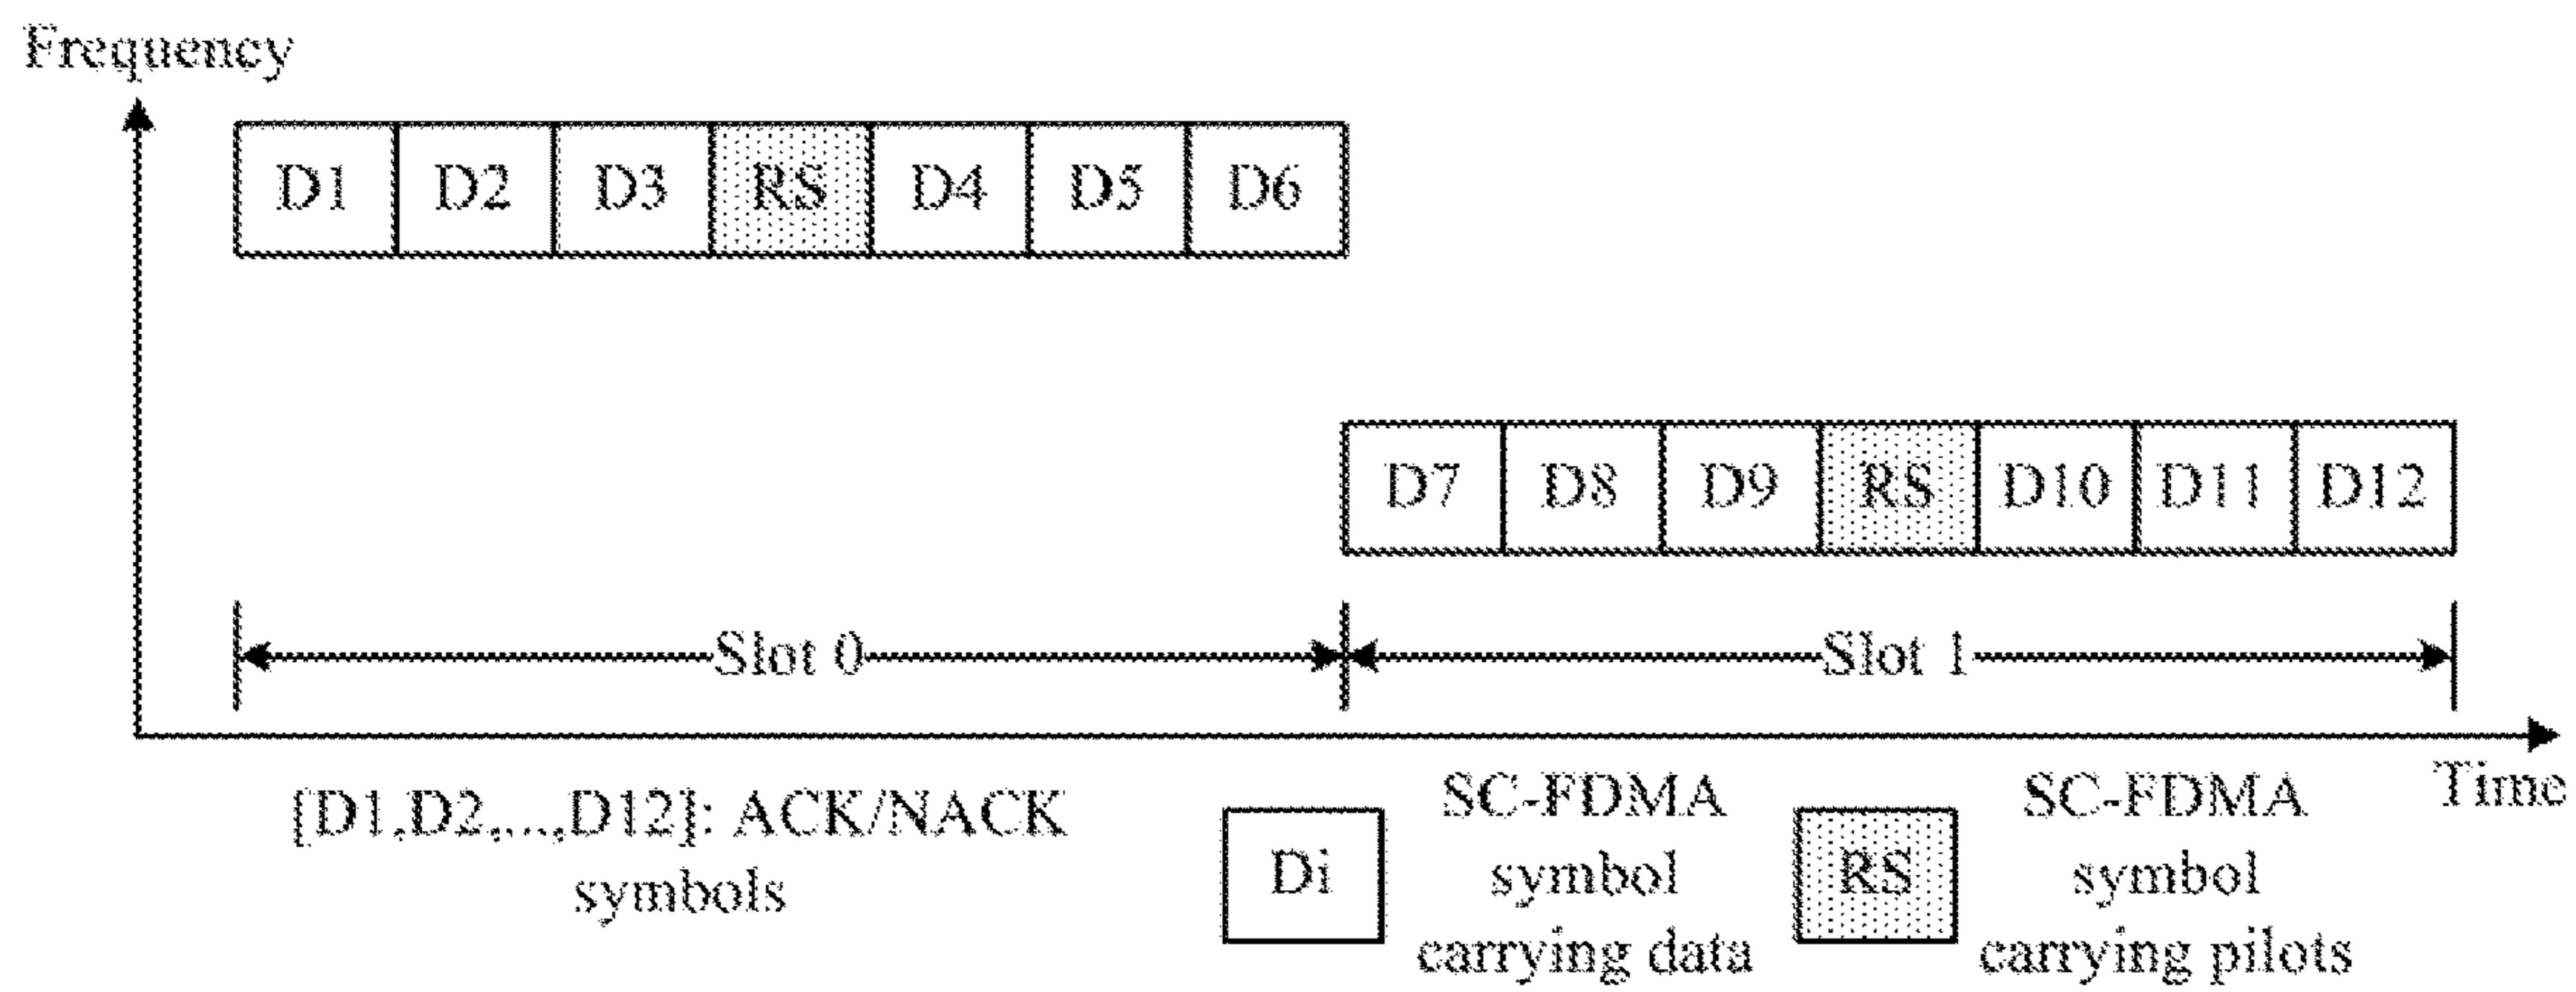 Frequency
D1 D2 D3 RS D4 D5 D6
D7 D8 D9 RS D10 D11 D12
Slot 0 Slot 1
Time
[D1,D2,...,D12]: ACK/NACK
symbols
Di
SC-FDMA
symbol
carrying data
RS
SC-FDMA
symbol
carrying pilots